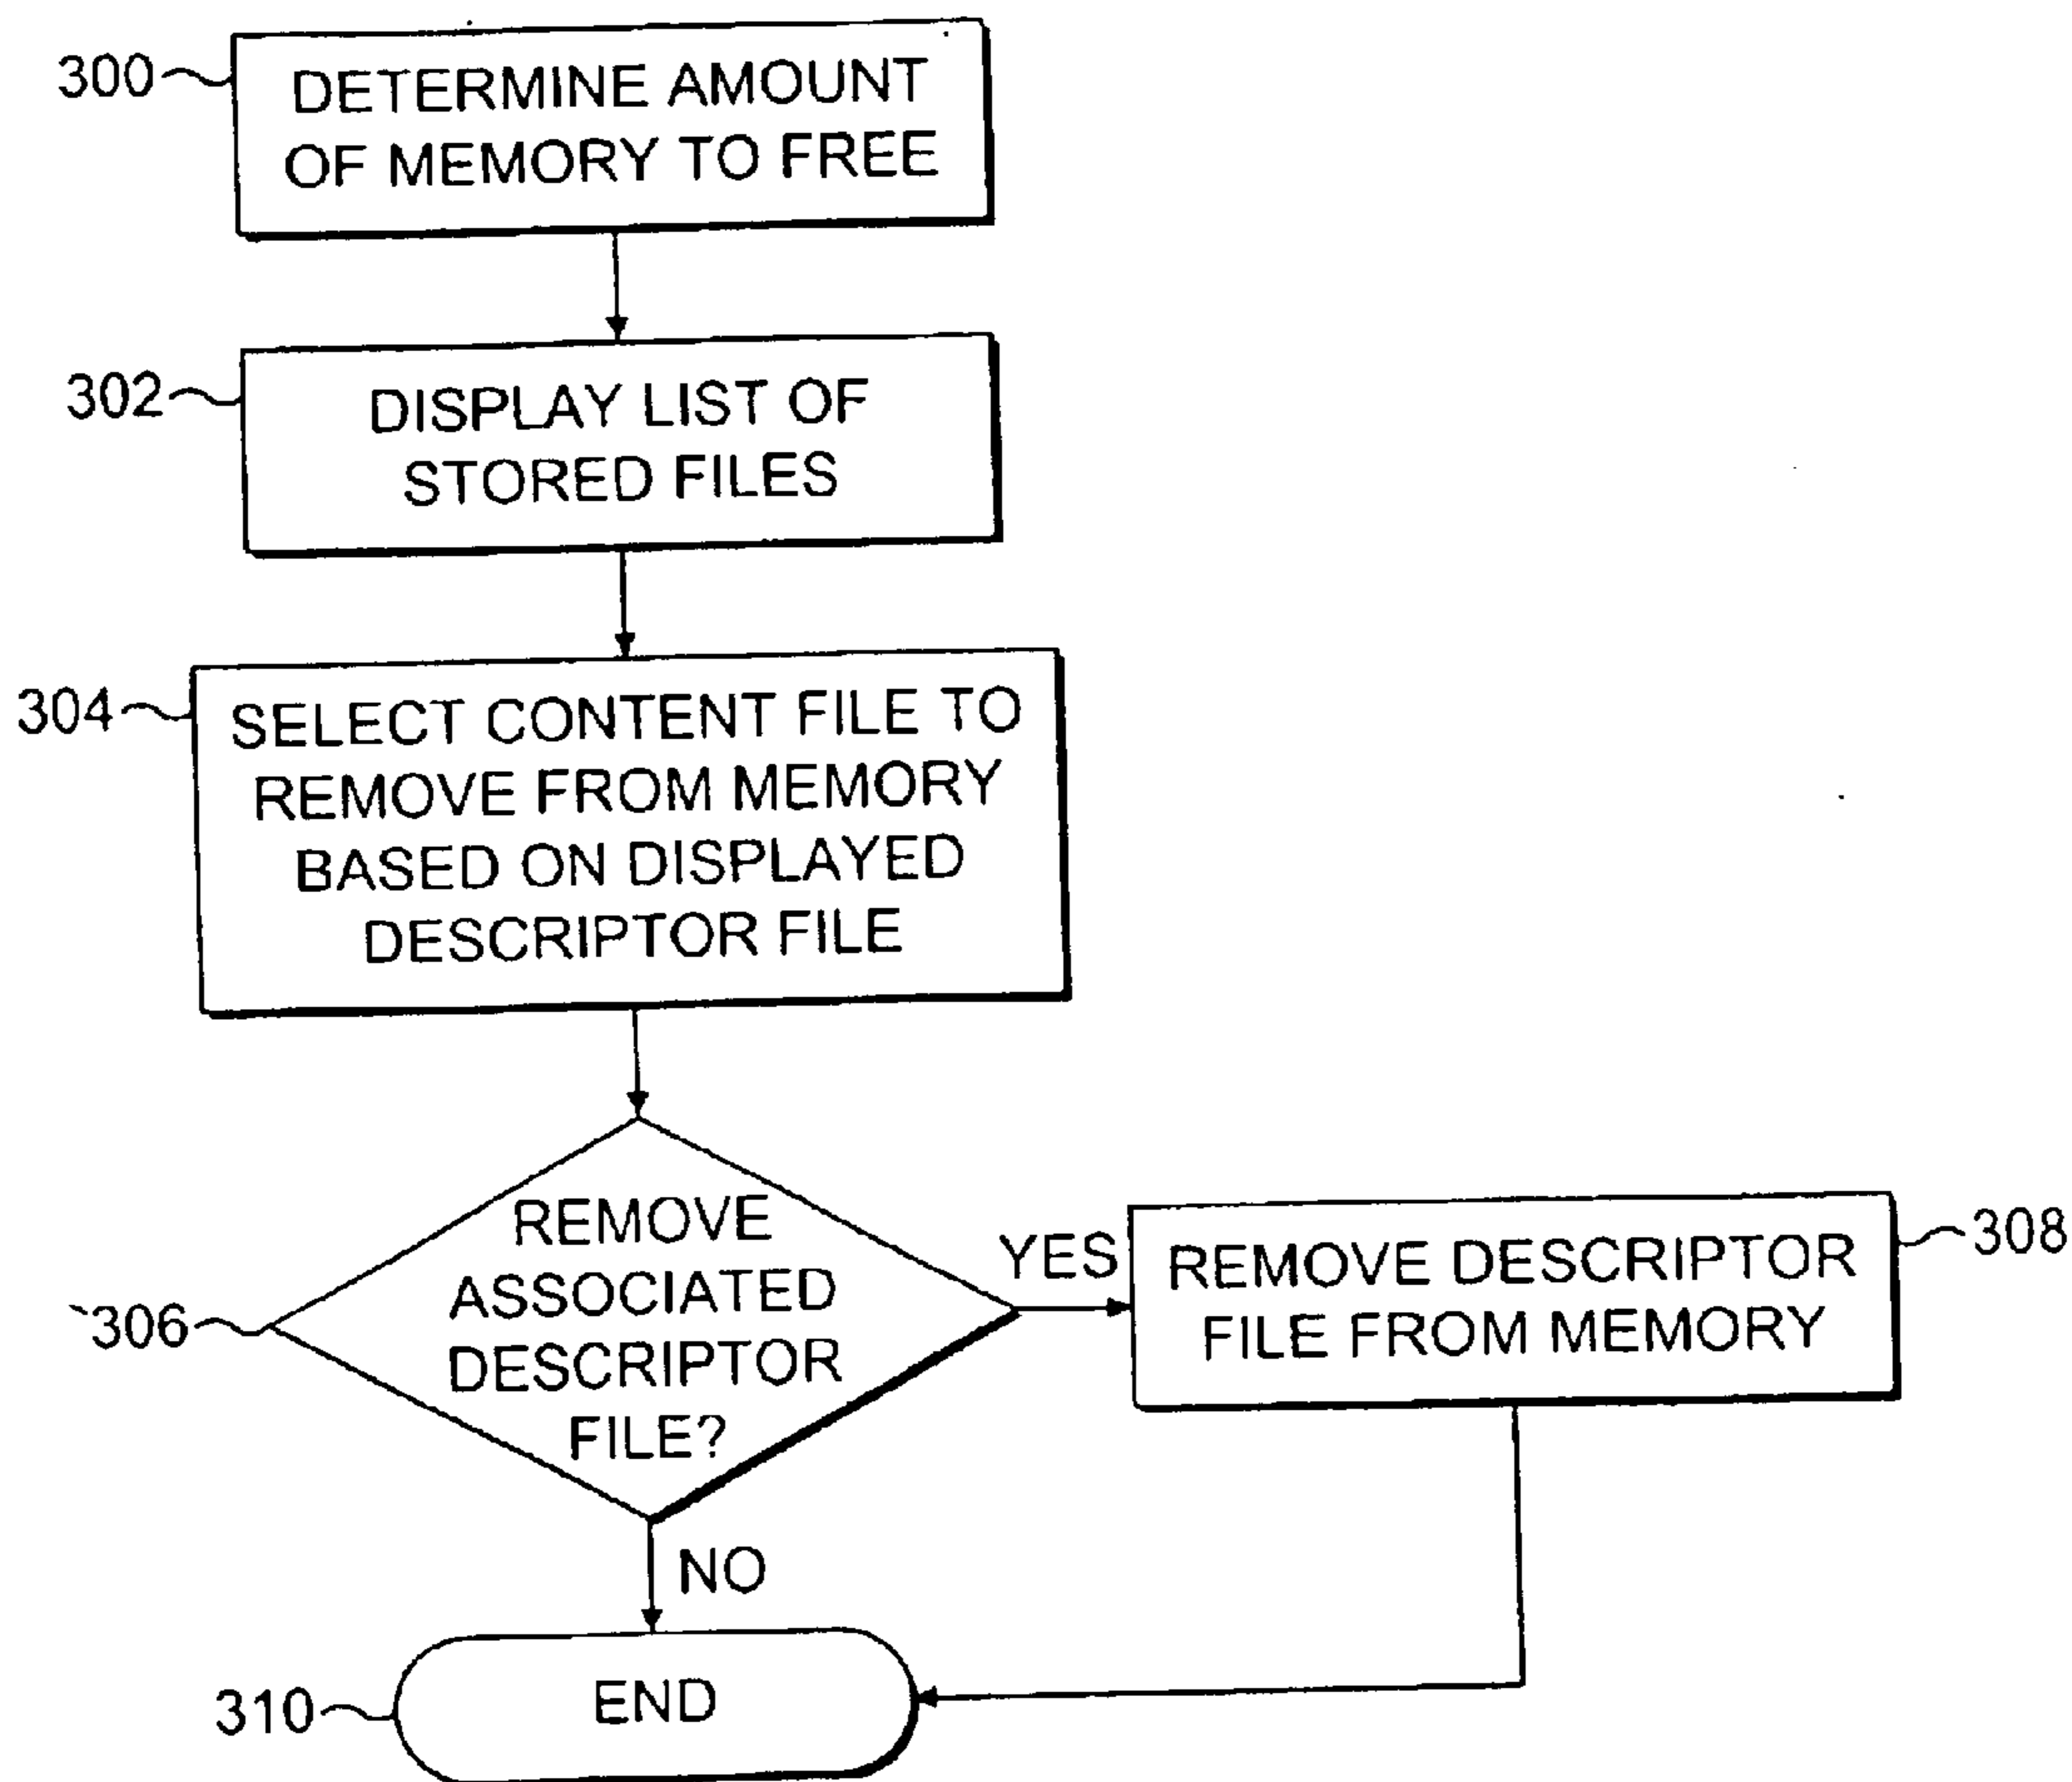 300
DETERMINE AMOUNT
OF MEMORY TO FREE
302
DISPLAY LIST OF
STORED FILES
304
SELECT CONTENT FILE TO
REMOVE FROM MEMORY
BASED ON DISPLAYED
DESCRIPTOR FILE
306
REMOVE
ASSOCIATED
DESCRIPTOR
FILE?
YES
REMOVE DESCRIPTOR
FILE FROM MEMORY
308
NO
310
END